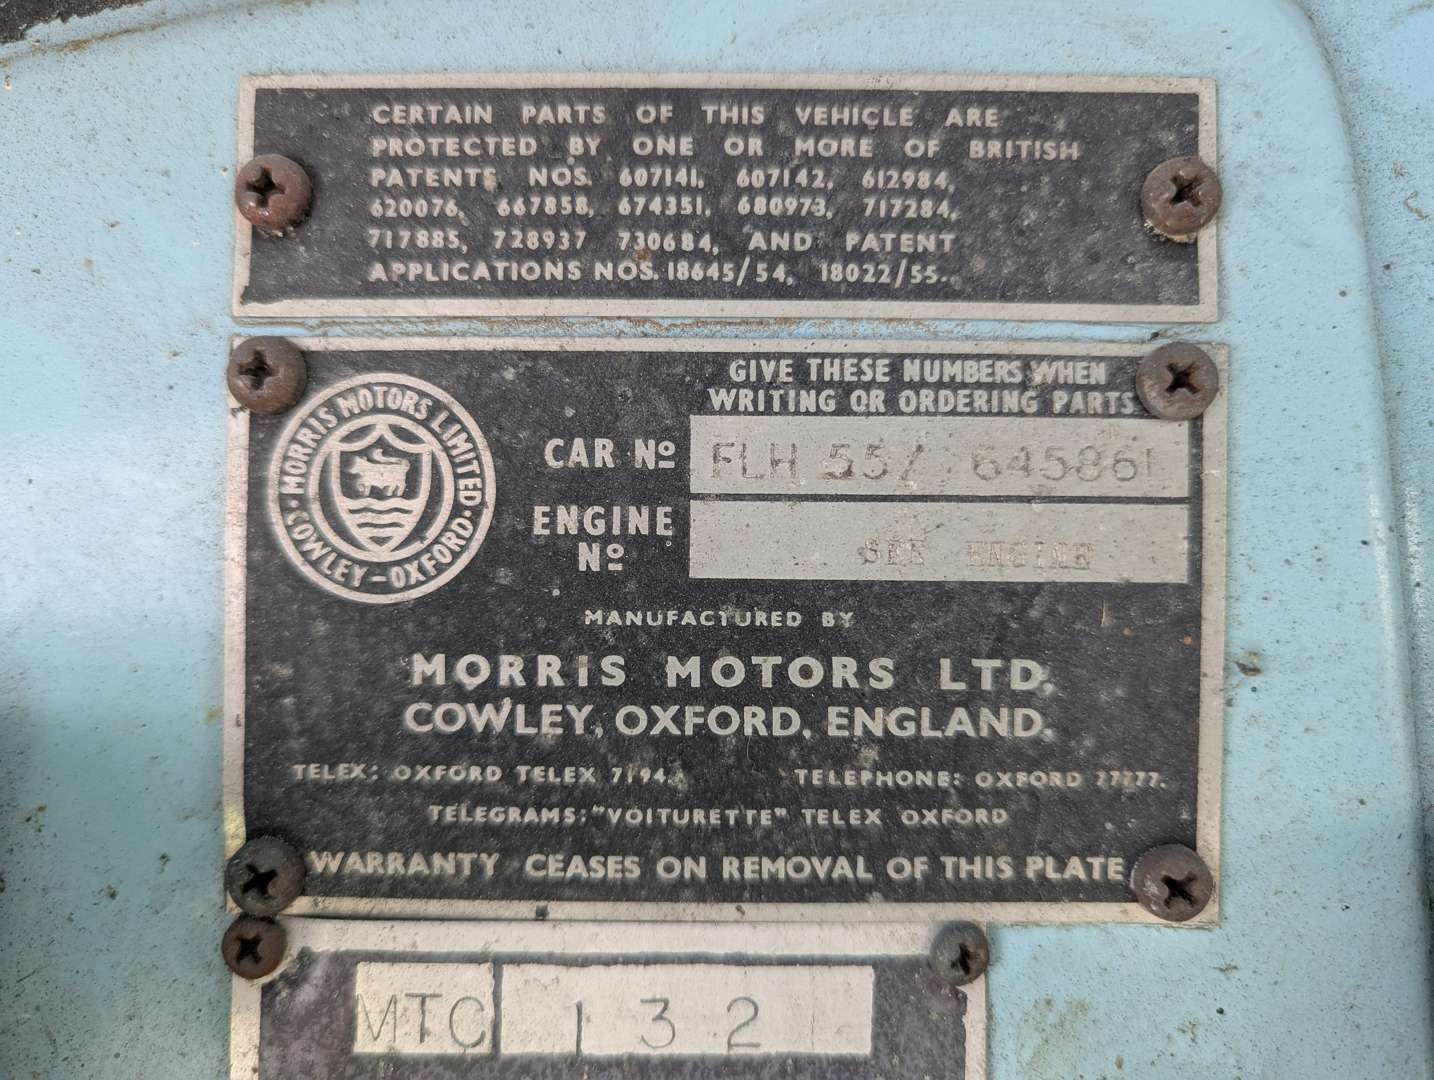 CERTAIN PARTS OF THIS VEHICLE ARE
PROTECTED BY ONE OR MORE OF BRITISH
PATENTS NOS. 607141, 607142, 612984,
620076, 667858, 674351, 680973, 717284,
717885, 728937 730684, AND PATENT
APPLICATIONS NOS. 18645/54, 18022/55.
GIVE THESE NUMBERS WHEN
WRITING OR ORDERING PARTS
MORRIS MOTORS LIMITED
COWLEY-OXFORD
CAR Nº FLH 55/ 645861
ENGINE
Nº SEE ENGINE
MANUFACTURED BY
MORRIS MOTORS LTD.
COWLEY, OXFORD, ENGLAND.
TELEX: OXFORD TELEX 7194. TELEPHONE: OXFORD 77777.
TELEGRAMS: "VOITURETTE" TELEX OXFORD
WARRANTY CEASES ON REMOVAL OF THIS PLATE
MTC 132